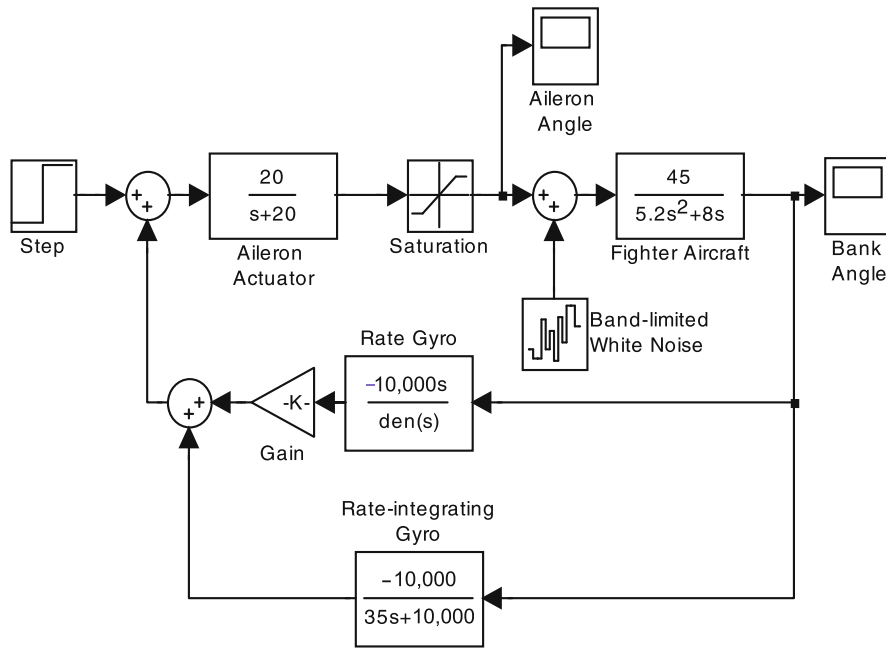 Aileron
Angle
Step
+
+
20
s+20
Aileron
Actuator
Saturation
+
+
45
5.2s²+8s
Fighter Aircraft
Bank
Angle
Band-limited
White Noise
Rate Gyro
−10,000s
den(s)
-K-
Gain
+
+
Rate-integrating
Gyro
−10,000
35s+10,000